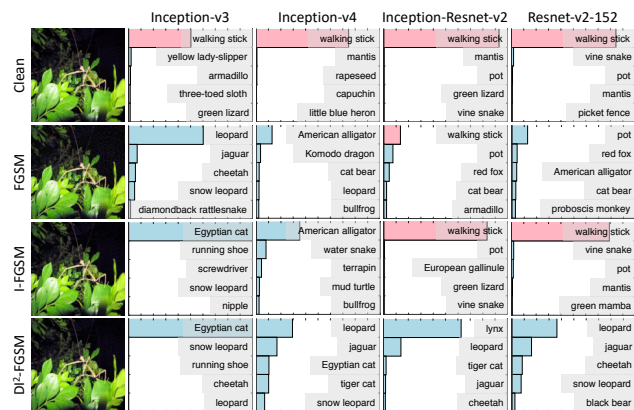 Inception-v3 Inception-v4 Inception-Resnet-v2 Resnet-v2-152
Clean
walking stick
yellow lady-slipper
armadillo
three-toed sloth
green lizard
walking stick
mantis
rapeseed
capuchin
little blue heron
walking stick
mantis
pot
green lizard
vine snake
walking stick
vine snake
pot
mantis
picket fence
FGSM
leopard
jaguar
cheetah
snow leopard
diamondback rattlesnake
American alligator
Komodo dragon
cat bear
leopard
bullfrog
walking stick
pot
red fox
cat bear
armadillo
pot
red fox
American alligator
cat bear
proboscis monkey
I-FGSM
Egyptian cat
running shoe
screwdriver
snow leopard
nipple
American alligator
water snake
terrapin
mud turtle
bullfrog
walking stick
pot
European gallinule
green lizard
vine snake
walking stick
vine snake
pot
mantis
green mamba
DI²-FGSM
Egyptian cat
snow leopard
running shoe
cheetah
leopard
leopard
jaguar
Egyptian cat
tiger cat
snow leopard
lynx
leopard
tiger cat
jaguar
cheetah
leopard
jaguar
cheetah
snow leopard
black bear